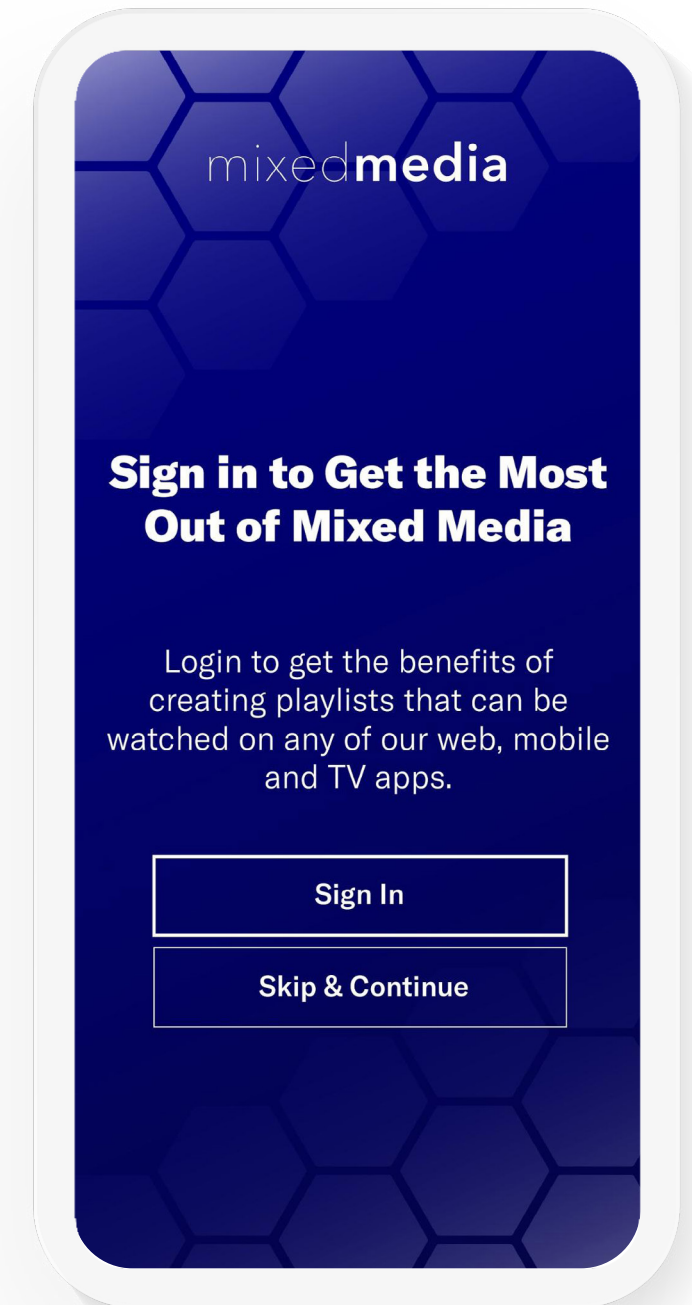 mixedmedia
Sign in to Get the Most
Out of Mixed Media
Login to get the benefits of
creating playlists that can be
watched on any of our web, mobile
and TV apps.
Sign In
Skip & Continue